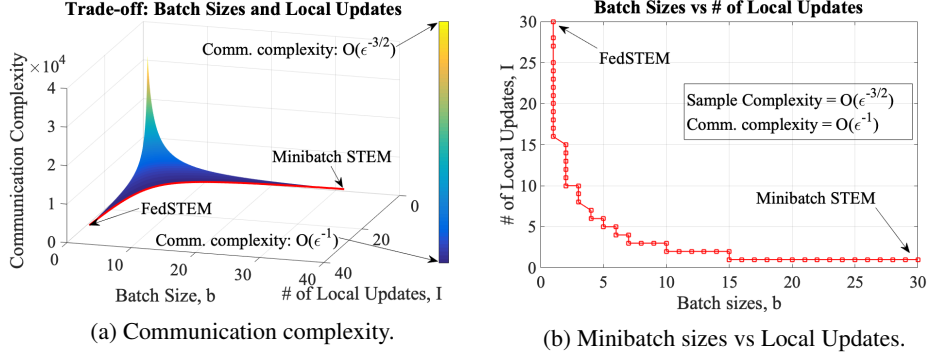 Trade-off: Batch Sizes and Local Updates
Comm. complexity: O(ϵ^{-3/2})
×10^4
4
3
2
1
0
Communication Complexity
Minibatch STEM
FedSTEM
Comm. complexity: O(ϵ^{-1})
0
10
20
30
40
Batch Size, b
0
20
40
# of Local Updates, I
(a) Communication complexity.
Batch Sizes vs # of Local Updates
30
25
20
15
10
5
0
# of Local Updates, I
FedSTEM
Sample Complexity = O(ϵ^{-3/2})
Comm. complexity = O(ϵ^{-1})
Minibatch STEM
0
5
10
15
20
25
30
Batch sizes, b
(b) Minibatch sizes vs Local Updates.